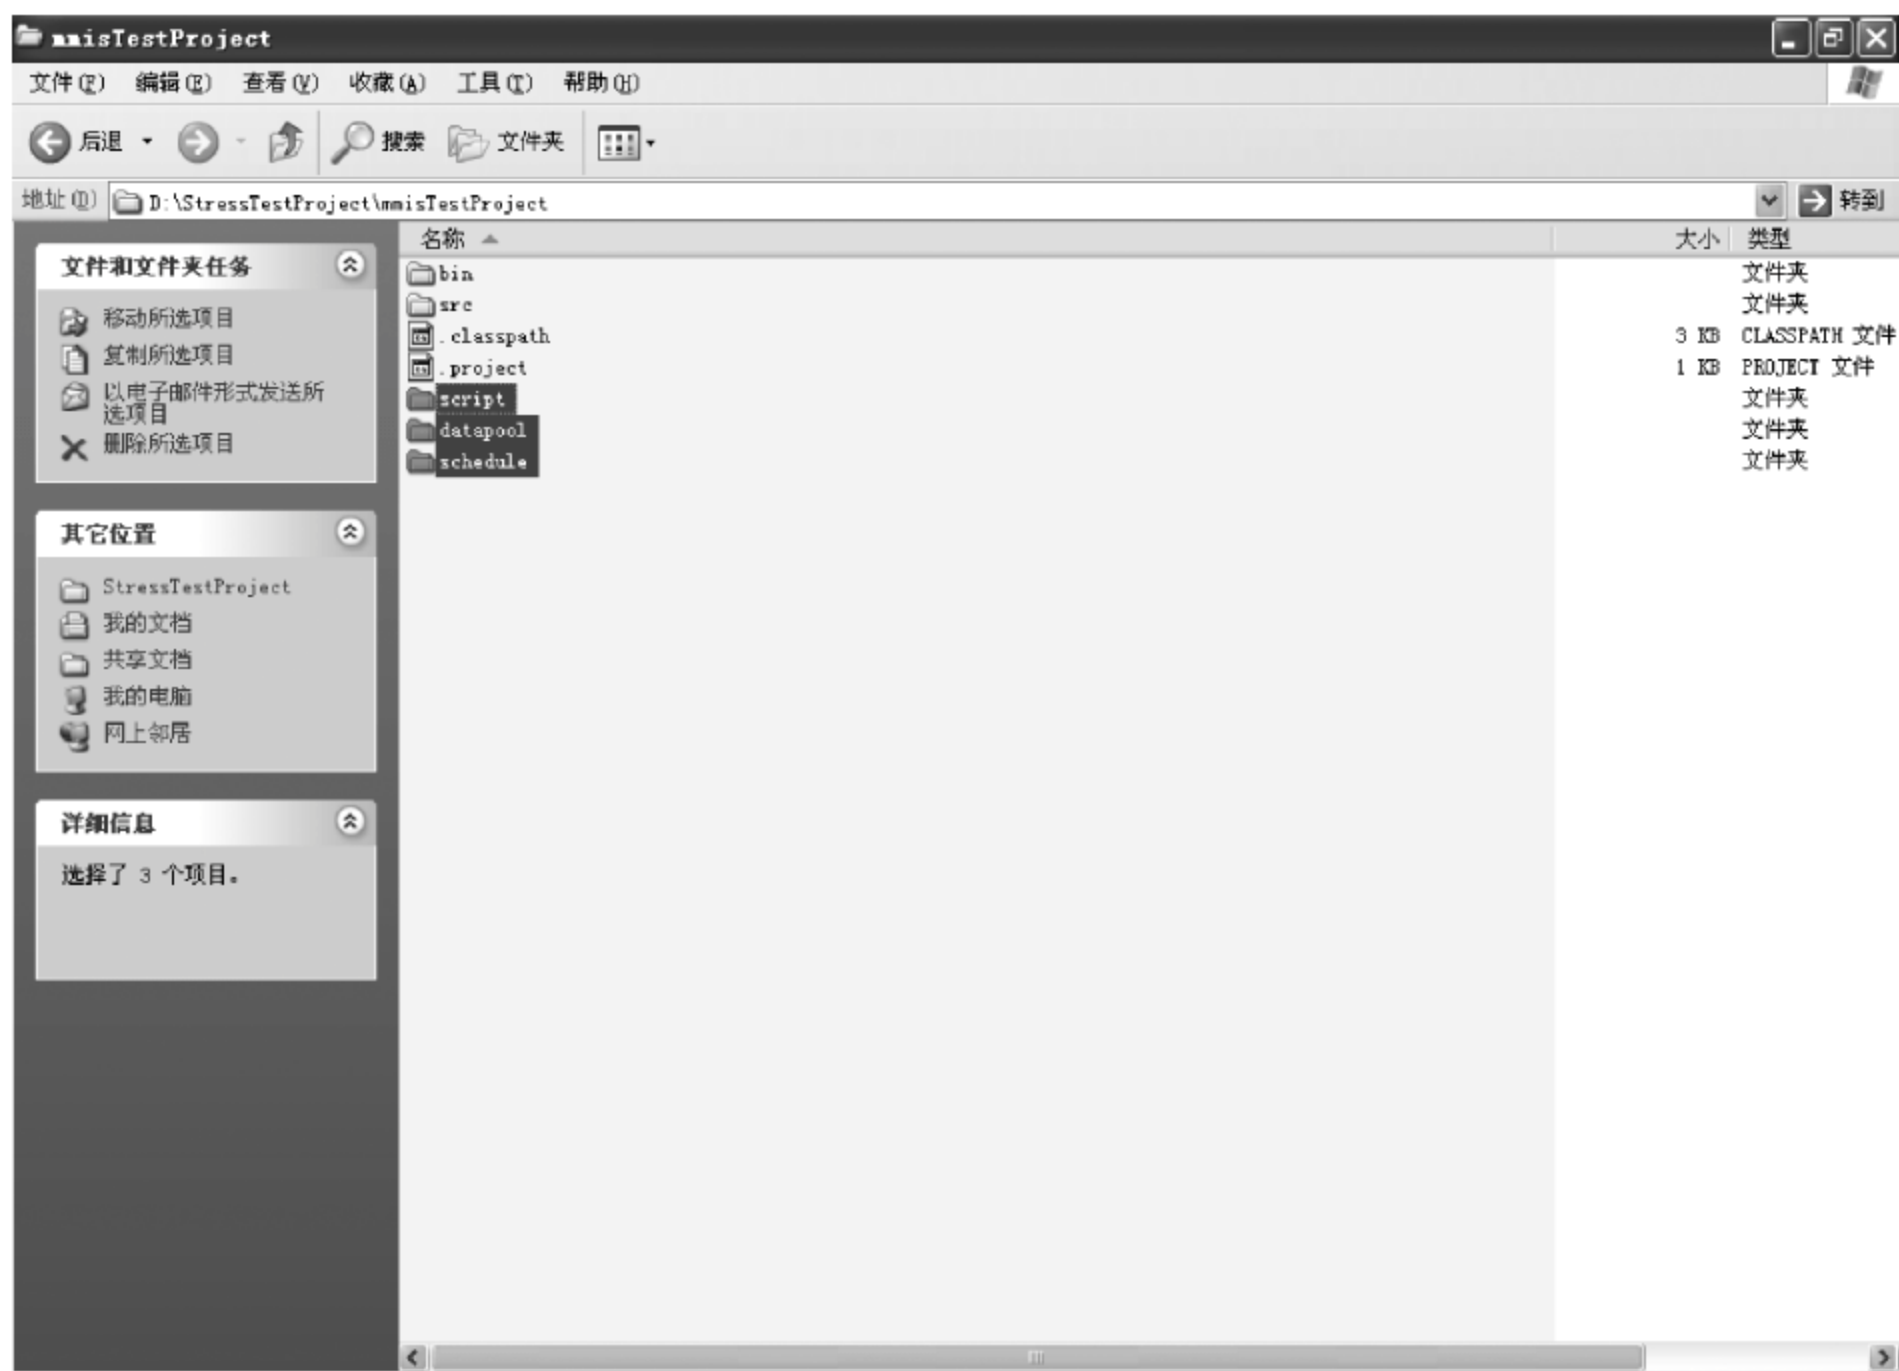 mmisTestProject
文件(F) 编辑(E) 查看(V) 收藏(A) 工具(T) 帮助(H)
后退 搜索 文件夹
地址(D) D:\StressTestProject\mmisTestProject 转到
名称 大小 类型
文件和文件夹任务
移动所选项目
复制所选项目
以电子邮件形式发送所
选项目
删除所选项目
其它位置
StressTestProject
我的文档
共享文档
我的电脑
网上邻居
详细信息
选择了 3 个项目。
bin 文件夹
src 文件夹
.classpath 3 KB CLASSPATH 文件
.project 1 KB PROJECT 文件
script 文件夹
datapool 文件夹
schedule 文件夹